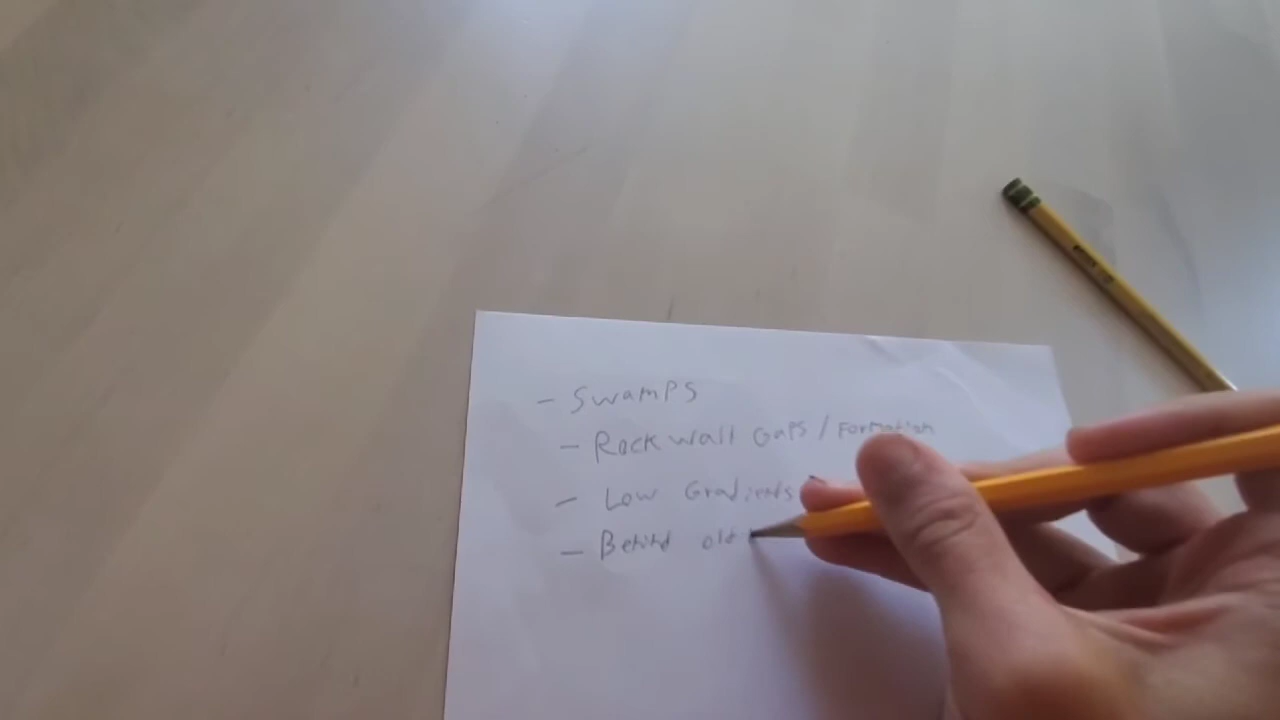 - Swamps
- Rock wall Gaps / Formation
- Low Gradients
- Behind old